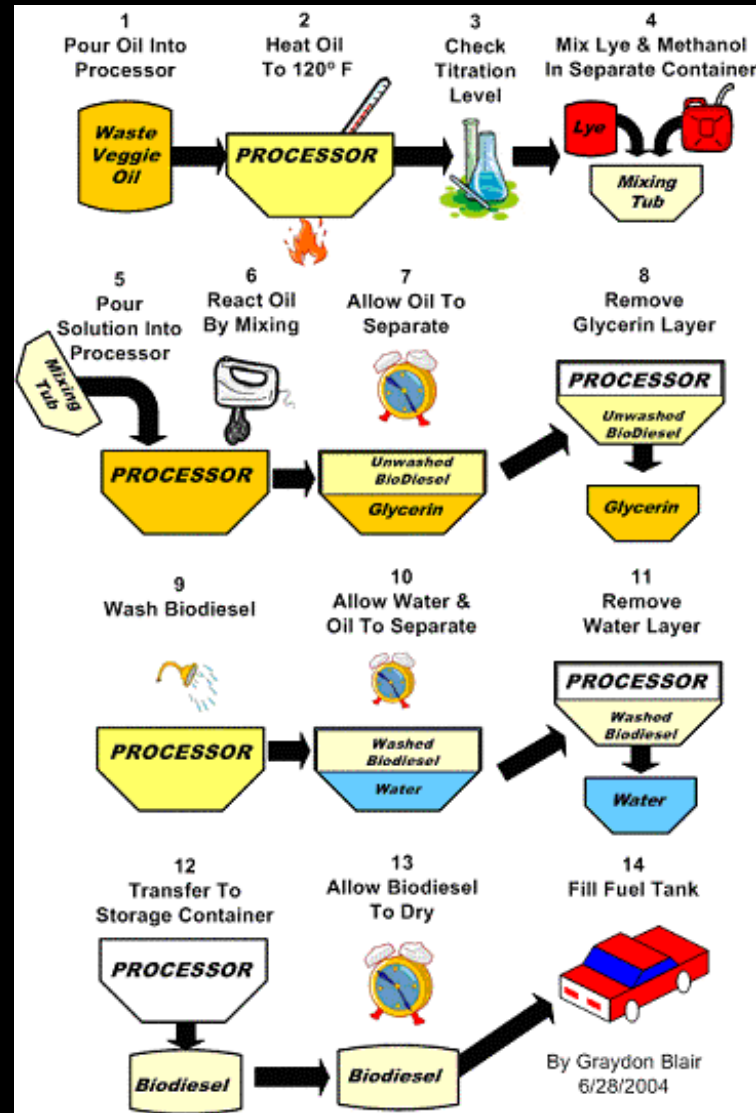 1
Pour Oil Into
Processor
2
Heat Oil
To 120º F
3
Check
Titration
Level
4
Mix Lye & Methanol
In Separate Container
Waste
Veggie
Oil
PROCESSOR
Lye
Mixing
Tub
5
Pour
Solution Into
Processor
6
React Oil
By Mixing
7
Allow Oil To
Separate
8
Remove
Glycerin Layer
Mixing
Tub
PROCESSOR
Unwashed
BioDiesel
Glycerin
PROCESSOR
Unwashed
BioDiesel
Glycerin
9
Wash Biodiesel
10
Allow Water &
Oil To Separate
11
Remove
Water Layer
PROCESSOR
Washed
Biodiesel
Water
PROCESSOR
Washed
Biodiesel
Water
12
Transfer To
Storage Container
13
Allow Biodiesel
To Dry
14
Fill Fuel Tank
PROCESSOR
Biodiesel
Biodiesel
By Graydon Blair
6/28/2004